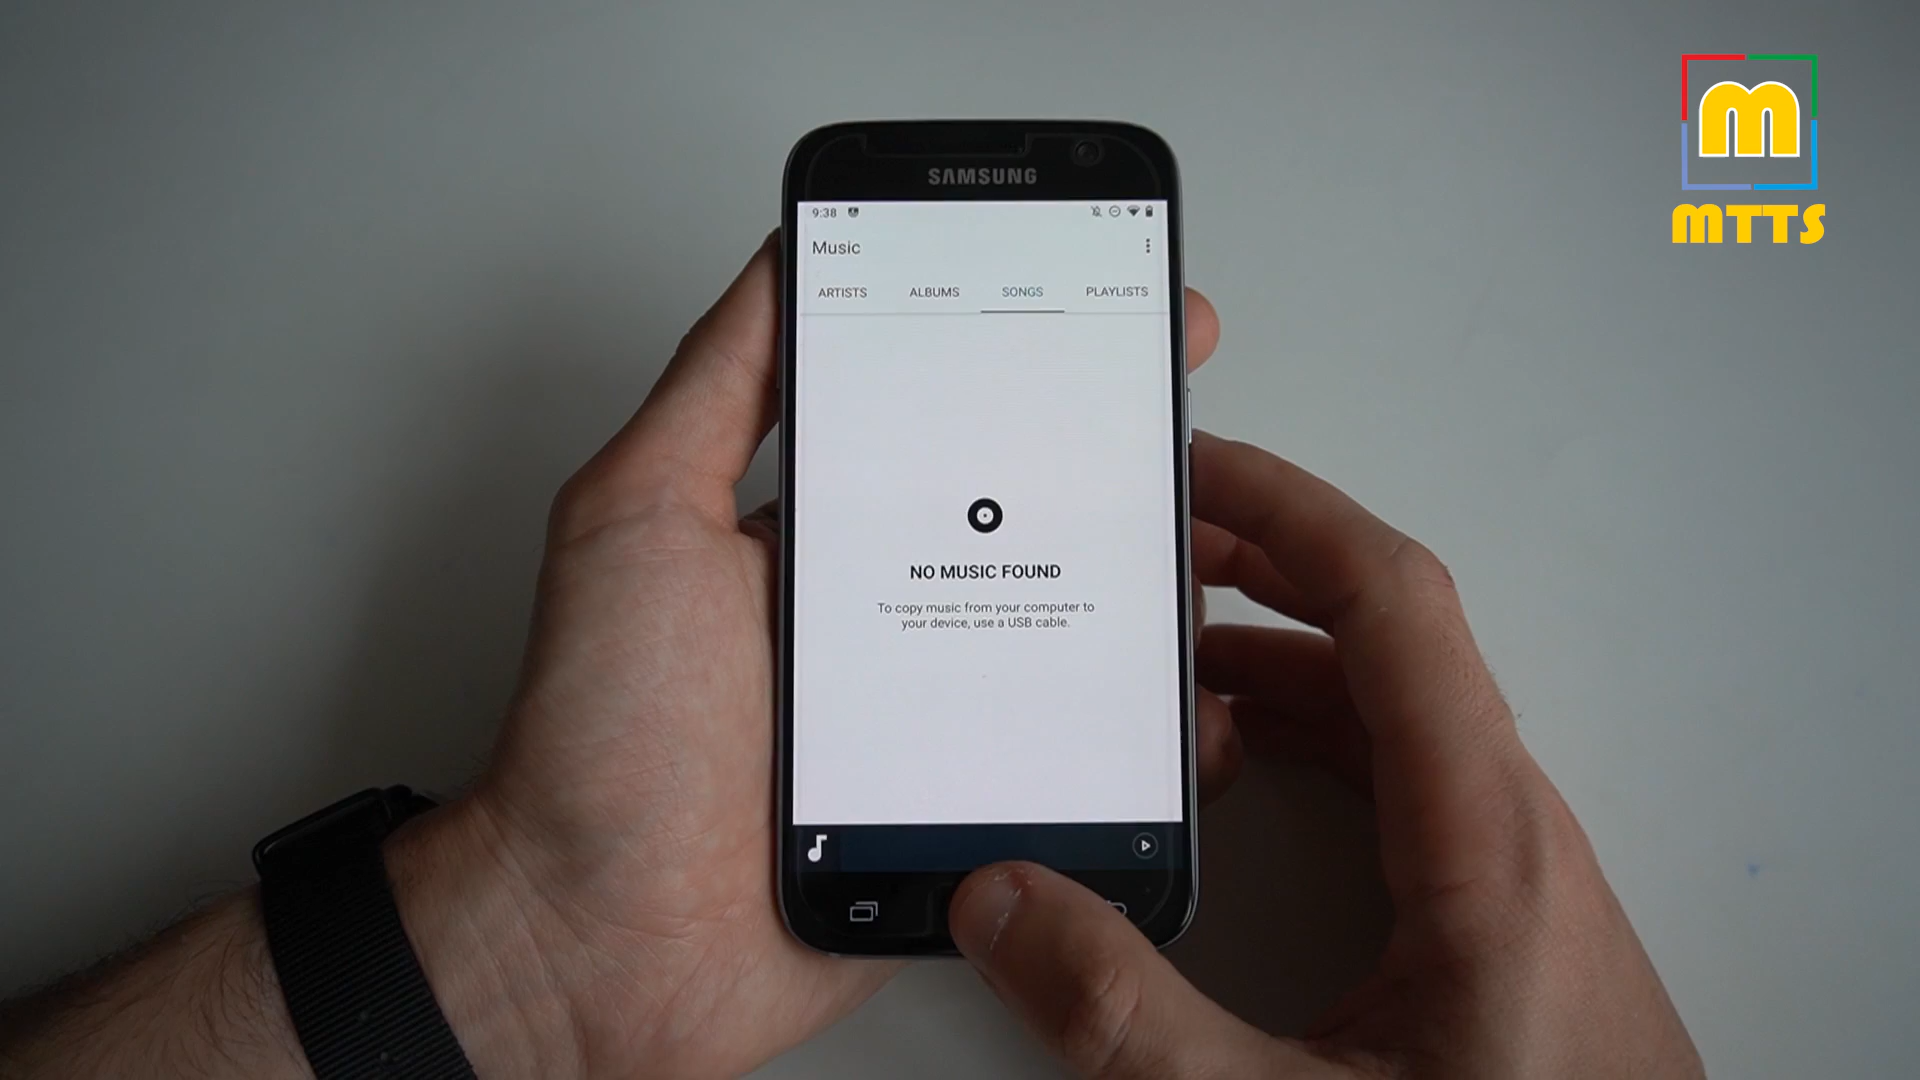 SAMSUNG
9:38
Music
ARTISTS ALBUMS SONGS PLAYLISTS
NO MUSIC FOUND
To copy music from your computer to
your device, use a USB cable.
m
MTTS